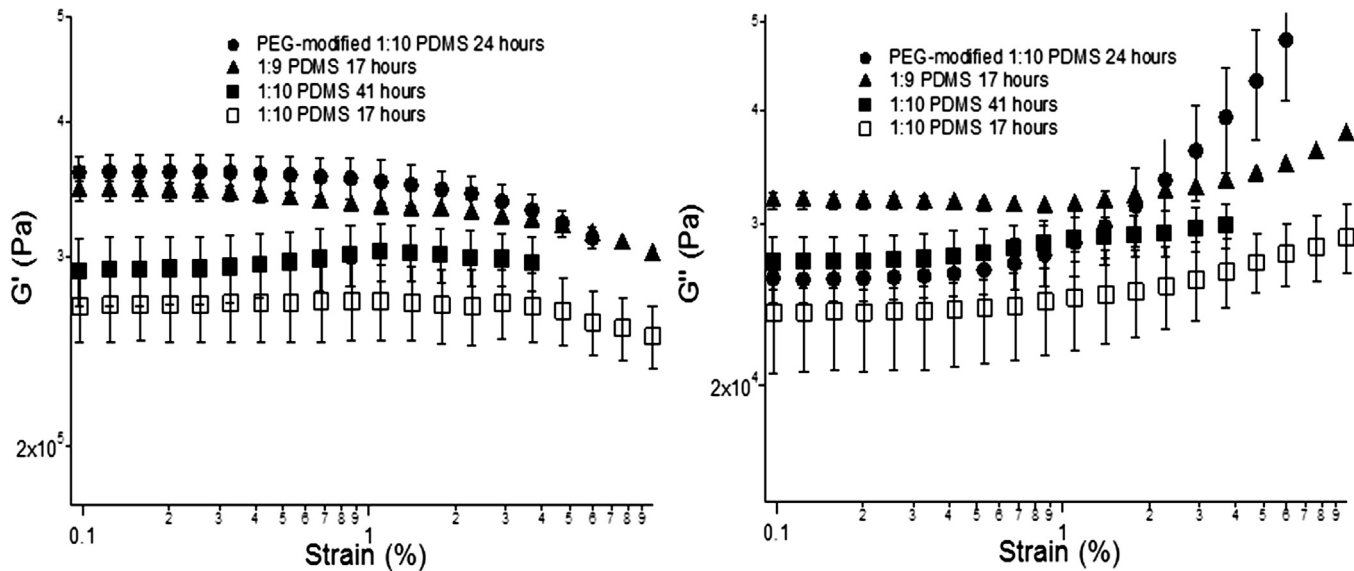 5
PEG-modified 1:10 PDMS 24 hours
1:9 PDMS 17 hours
1:10 PDMS 41 hours
1:10 PDMS 17 hours
4
3
2x10⁵
G' (Pa)
0.1 2 3 4 5 6 7 8 9 1 2 3 4 5 6 7 8 9
Strain (%)
5
PEG-modified 1:10 PDMS 24 hours
1:9 PDMS 17 hours
1:10 PDMS 41 hours
1:10 PDMS 17 hours
4
3
2x10⁴
G'' (Pa)
0.1 2 3 4 5 6 7 8 9 1 2 3 4 5 6 7 8 9
Strain (%)